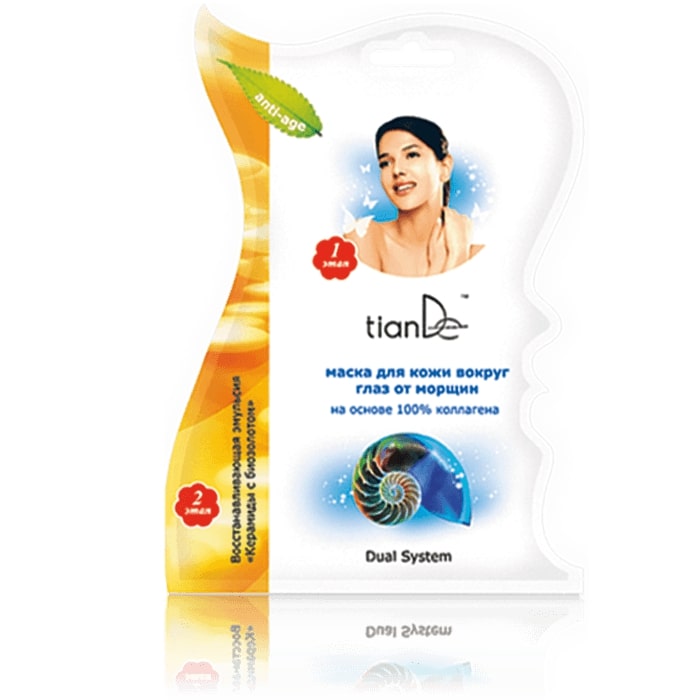 anti-age
1
этап
tianDe™
маска для кожи вокруг
глаз от морщин
на основе 100% коллагена
Dual System
2
этап
Восстанавливающая эмульсия
«Керамиды с биозолотом»